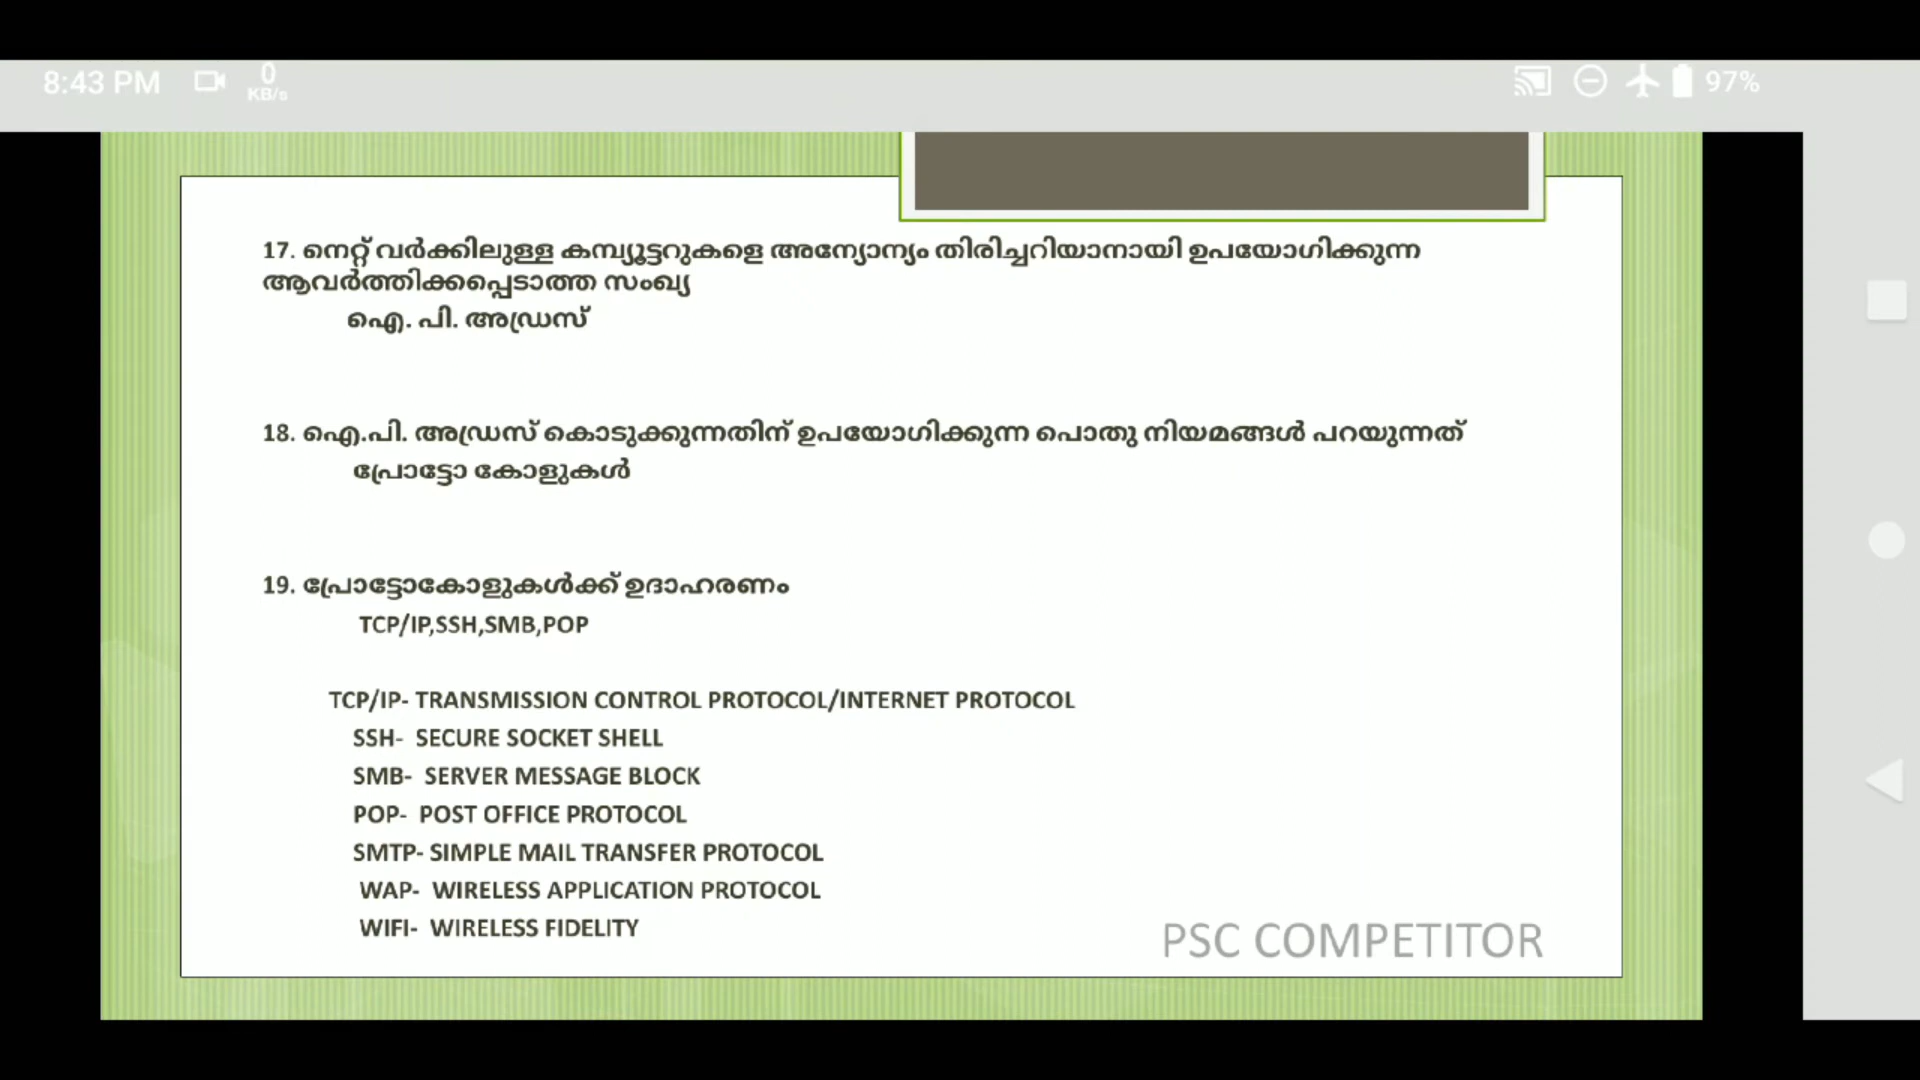 8:43 PM 0 KB/s 97%
17. നെറ്റ് വർക്കിലുള്ള കമ്പ്യൂട്ടറുകളെ അന്യോന്യം തിരിച്ചറിയാനായി ഉപയോഗിക്കുന്ന
ആവർത്തിക്കപ്പെടാത്ത സംഖ്യ
ഐ. പി. അഡ്രസ്
18. ഐ.പി. അഡ്രസ് കൊടുക്കുന്നതിന് ഉപയോഗിക്കുന്ന പൊതു നിയമങ്ങൾ പറയുന്നത്
പ്രോട്ടോ കോളുകൾ
19. പ്രോട്ടോകോളുകൾക്ക് ഉദാഹരണം
TCP/IP,SSH,SMB,POP
TCP/IP- TRANSMISSION CONTROL PROTOCOL/INTERNET PROTOCOL
SSH- SECURE SOCKET SHELL
SMB- SERVER MESSAGE BLOCK
POP- POST OFFICE PROTOCOL
SMTP- SIMPLE MAIL TRANSFER PROTOCOL
WAP- WIRELESS APPLICATION PROTOCOL
WIFI- WIRELESS FIDELITY
PSC COMPETITOR